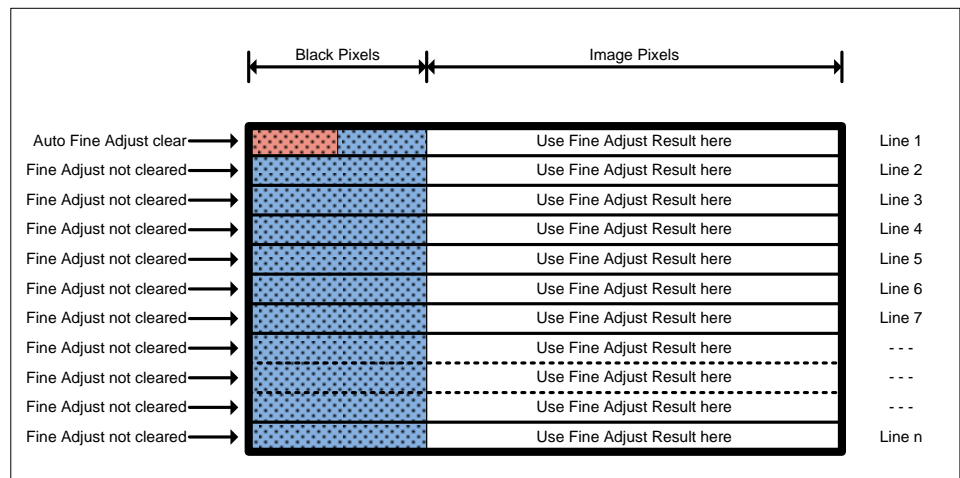 Black Pixels Image Pixels
Auto Fine Adjust clear Use Fine Adjust Result here Line 1
Fine Adjust not cleared Use Fine Adjust Result here Line 2
Fine Adjust not cleared Use Fine Adjust Result here Line 3
Fine Adjust not cleared Use Fine Adjust Result here Line 4
Fine Adjust not cleared Use Fine Adjust Result here Line 5
Fine Adjust not cleared Use Fine Adjust Result here Line 6
Fine Adjust not cleared Use Fine Adjust Result here Line 7
Fine Adjust not cleared Use Fine Adjust Result here - - -
Fine Adjust not cleared Use Fine Adjust Result here - - -
Fine Adjust not cleared Use Fine Adjust Result here - - -
Fine Adjust not cleared Use Fine Adjust Result here Line n